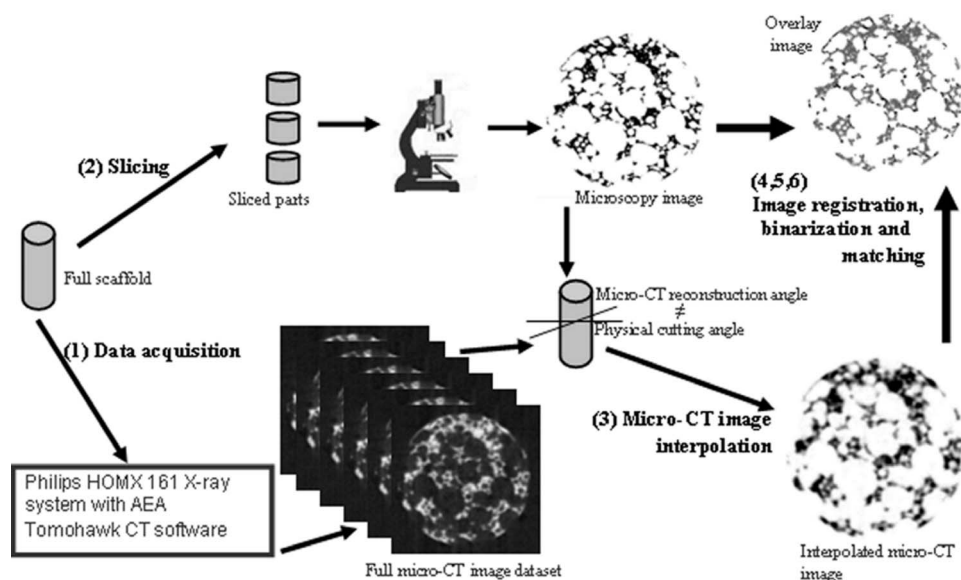 Overlay
image
(2) Slicing
Sliced parts
Microscopy image
(4,5,6)
Image registration,
binarization and
matching
Full scaffold
Micro-CT reconstruction angle
≠
Physical cutting angle
(1) Data acquisition
(3) Micro-CT image
interpolation
Philips HOMX 161 X-ray
system with AEA
Tomohawk CT software
Full micro-CT image dataset
Interpolated micro-CT
image